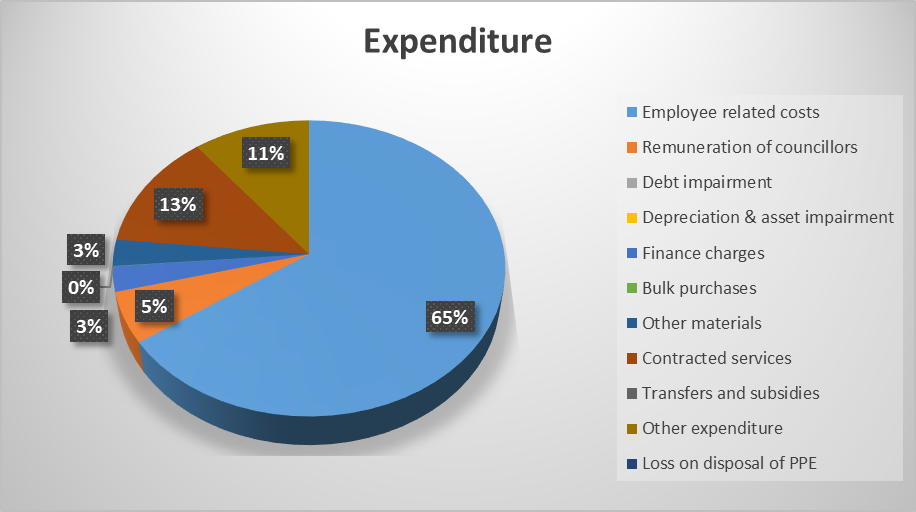 Expenditure
11%
13%
3%
0%
3%
5%
65%
Employee related costs
Remuneration of councillors
Debt impairment
Depreciation & asset impairment
Finance charges
Bulk purchases
Other materials
Contracted services
Transfers and subsidies
Other expenditure
Loss on disposal of PPE